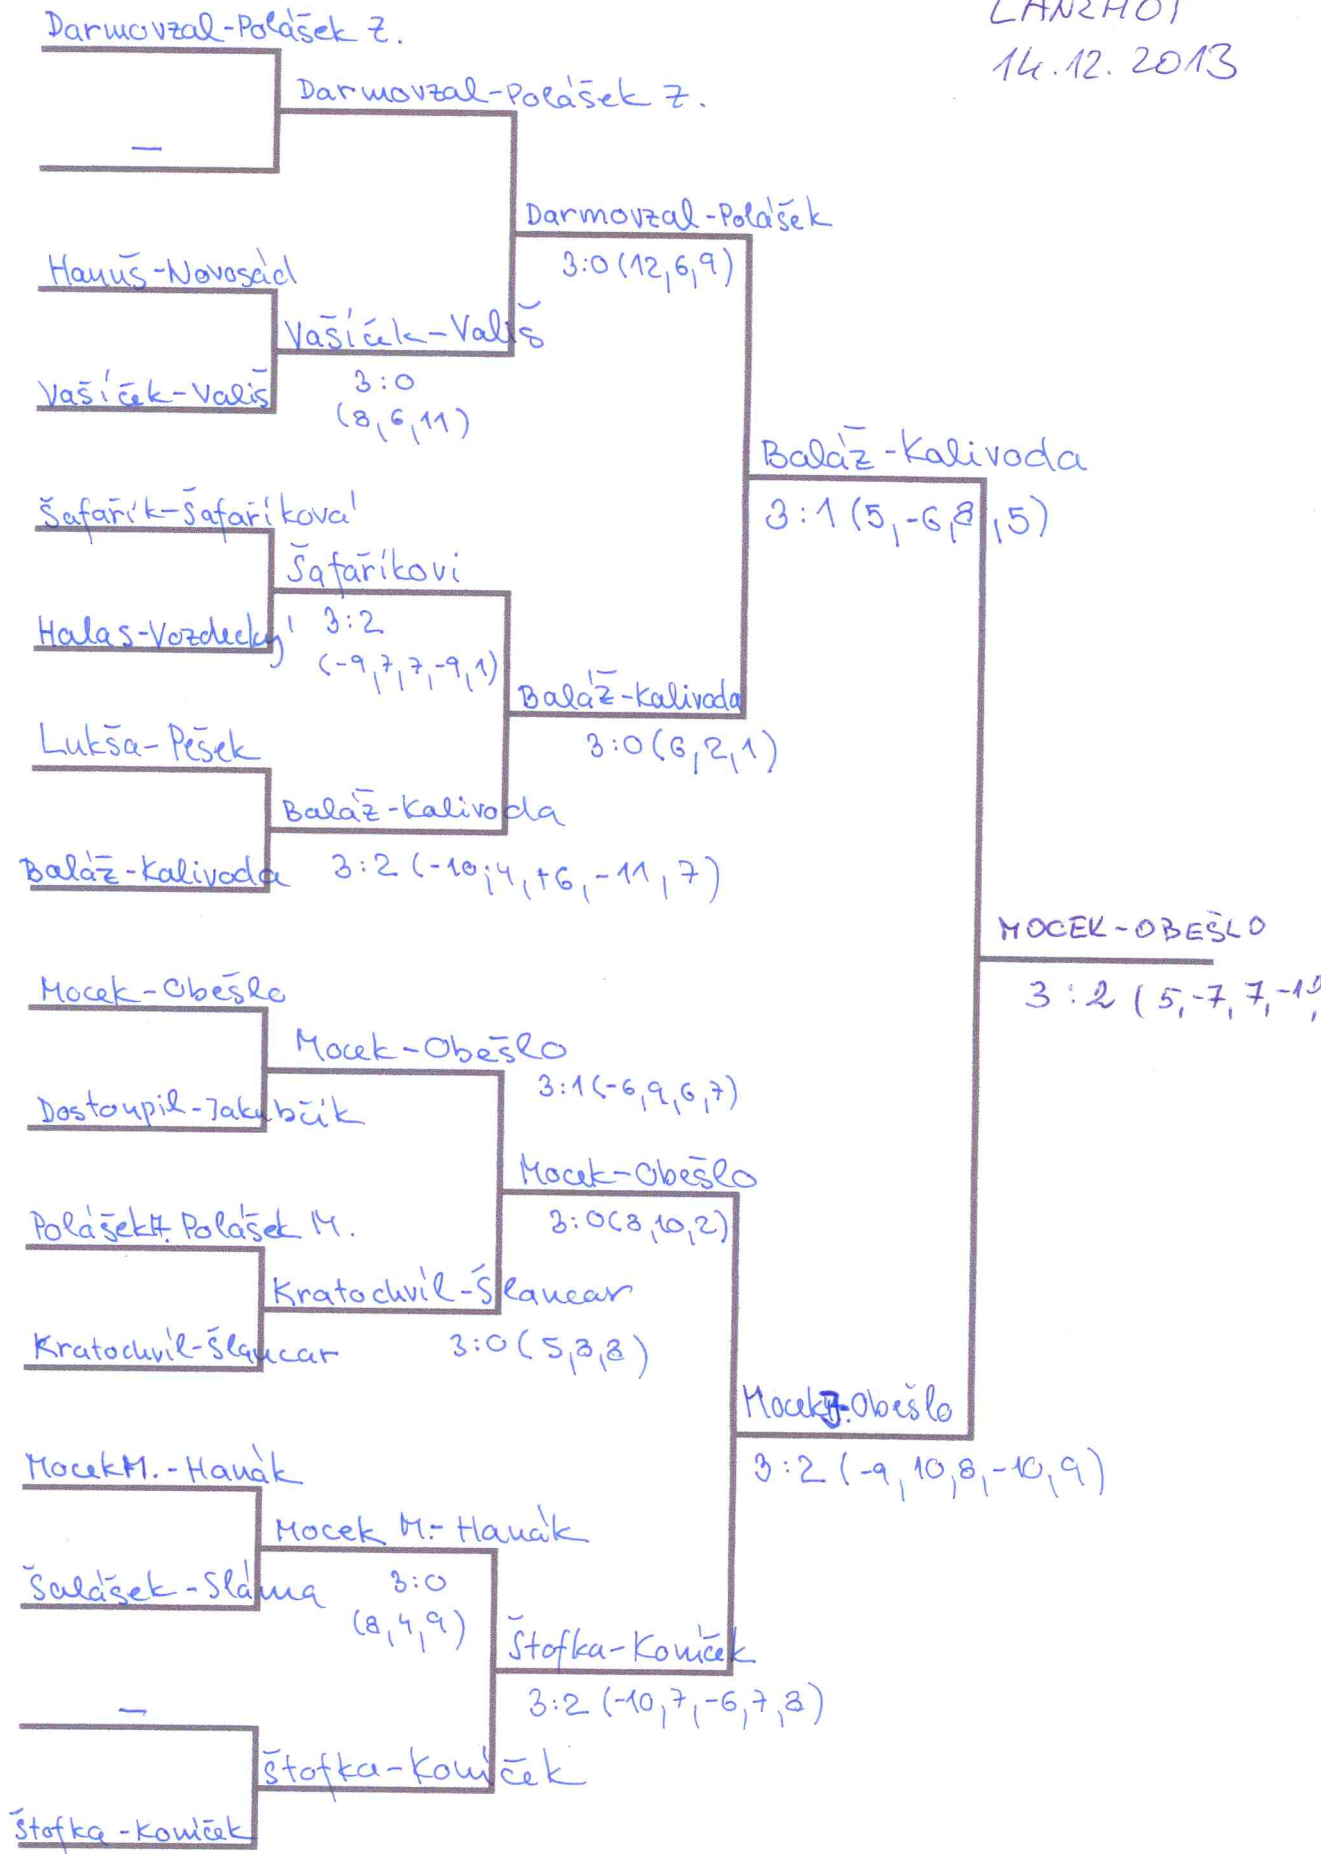 LANŽHOT
14.12.2013
Darmovzal-Polášek Z.
Darmovzal-Polášek Z.
—
Darmovzal-Polášek
3:0 (12,6,9)
Hanuš-Novosád
Vašíček-Vališ
3:0
(8,6,11)
Vašíček-Vališ
Baláž-Kalivoda
3:1 (5,-6,8,5)
Šafařík-Šafaříková
Šafaříkovi
3:2
(-9,7,7,-9,1)
Halas-Vozdecký
Baláž-Kalivoda
3:0 (6,2,1)
Lukša-Pešek
Baláž-Kalivoda
3:2 (-10;4,+6,-11,7)
Baláž-Kalivoda
MOCEK-OBEŠLO
3:2 (5,-7,7,-10,
Mocek-Obešlo
Mocek-Obešlo
3:1 (-6,9,6,7)
Dostoupil-Jakubčík
Mocek-Obešlo
3:0 (8,10,2)
Polášek A. Polášek M.
Kratochvíl-Šlancar
3:0 (5,8,8)
Kratochvíl-Šlancar
Mocek J.-Obešlo
3:2 (-9,10,8,-10,9)
Mocek M.-Hanák
Mocek M.-Hanák
3:0
(8,4,9)
Šalášek-Sláma
Štofka-Koníček
3:2 (-10,7,-6,7,8)
—
Štofka-Koníček
Štofka-Koníček